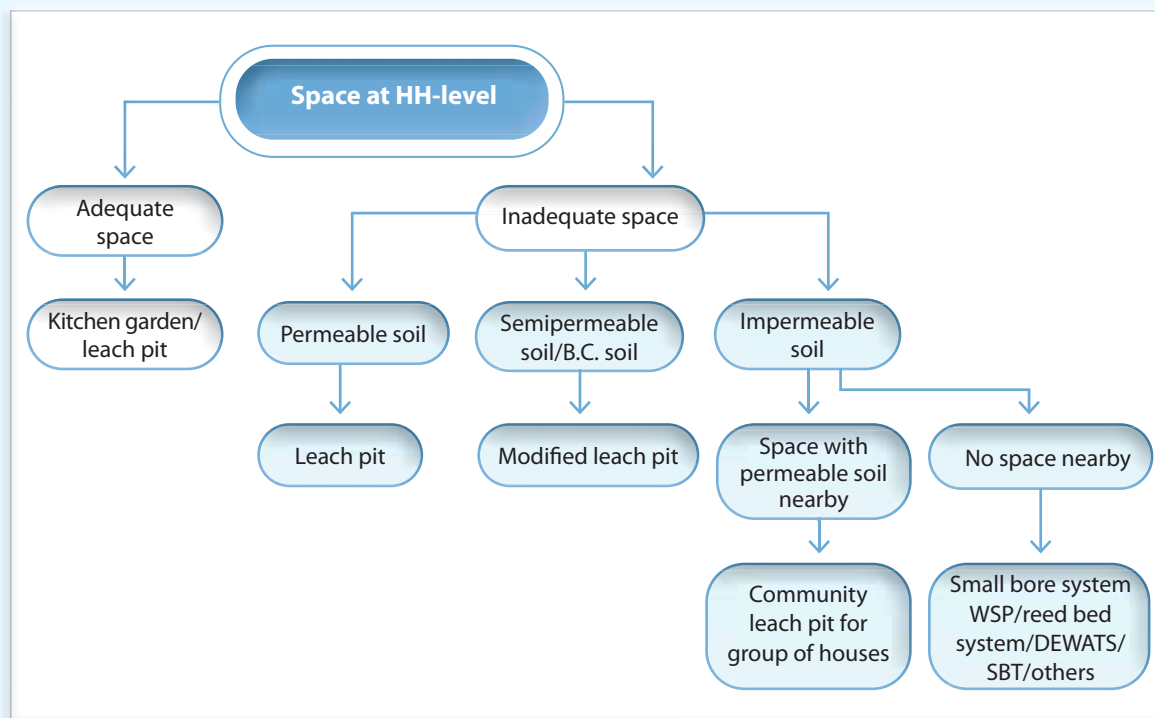 Space at HH-level
Adequate
space
Inadequate space
Kitchen garden/
leach pit
Permeable soil
Semipermeable
soil/B.C. soil
Impermeable
soil
Leach pit
Modified leach pit
Space with
permeable soil
nearby
No space nearby
Community
leach pit for
group of houses
Small bore system
WSP/reed bed
system/DEWATS/
SBT/others